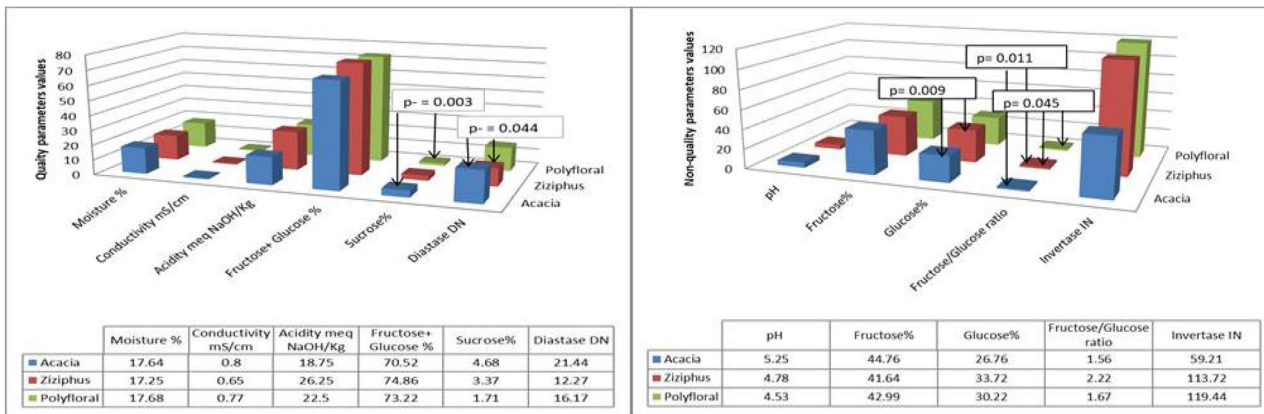 Quaity parameters values
80
70
60
50
40
30
20
10
0
p- = 0.003
p- = 0.044
Polyfloral
Ziziphus
Acacia
Moisture %
Conductivity mS/cm
Acidity meq NaOH/Kg
Fructose+ Glucose %
Sucrose%
Diastase DN
Moisture % Conductivity mS/cm Acidity meq NaOH/Kg Fructose+ Glucose % Sucrose% Diastase DN
Acacia 17.64 0.8 18.75 70.52 4.68 21.44
Ziziphus 17.25 0.65 26.25 74.86 3.37 12.27
Polyfloral 17.68 0.77 22.5 73.22 1.71 16.17
Non-quality parameters values
120
100
80
60
40
20
0
p= 0.011
p= 0.009
p= 0.045
Polyfloral
Ziziphus
Acacia
pH
Fructose%
Glucose%
Fructose/Glucose ratio
Invertase IN
pH Fructose% Glucose% Fructose/Glucose ratio Invertase IN
Acacia 5.25 44.76 26.76 1.56 59.21
Ziziphus 4.78 41.64 33.72 2.22 113.72
Polyfloral 4.53 42.99 30.22 1.67 119.44